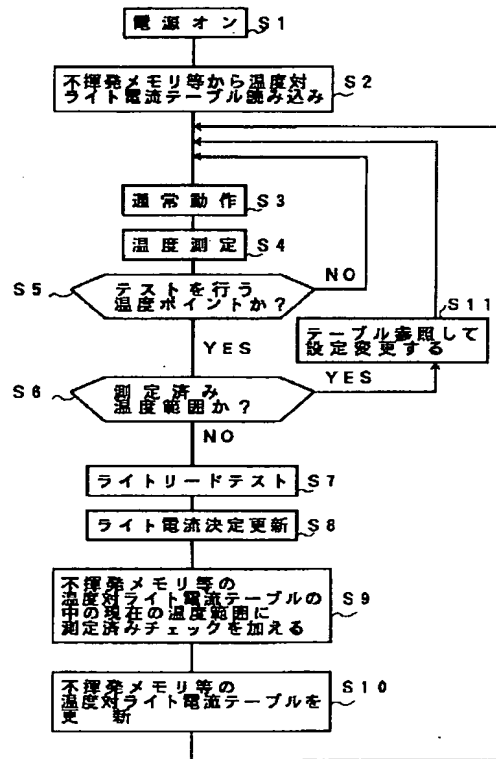 電源オン
S1
不揮発メモリ等から温度対
ライト電流テーブル読み込み
S2
通常動作
S3
温度測定
S4
S5
テストを行う
温度ポイントか?
NO
S11
テーブル参照して
設定変更する
YES
S6
測定済み
温度範囲か?
YES
NO
ライトリードテスト
S7
ライト電流決定更新
S8
不揮発メモリ等の
温度対ライト電流テーブルの
中の現在の温度範囲に
測定済みチェックを加える
S9
不揮発メモリ等の
温度対ライト電流テーブルを
更新
S10